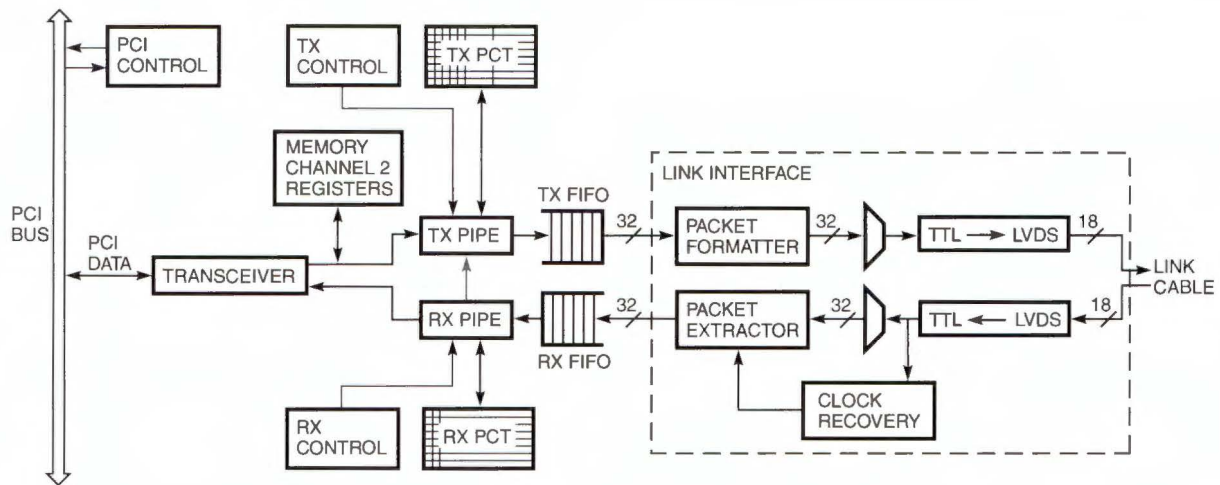 PCI
CONTROL
TX
CONTROL
TX PCT
MEMORY
CHANNEL 2
REGISTERS
LINK INTERFACE
TX FIFO
PCI
BUS
PCI
DATA
TRANSCEIVER
TX PIPE
32
PACKET
FORMATTER
32
TTL LVDS
18
LINK
CABLE
RX PIPE
32
RX FIFO
PACKET
EXTRACTOR
32
TTL LVDS
18
CLOCK
RECOVERY
RX
CONTROL
RX PCT